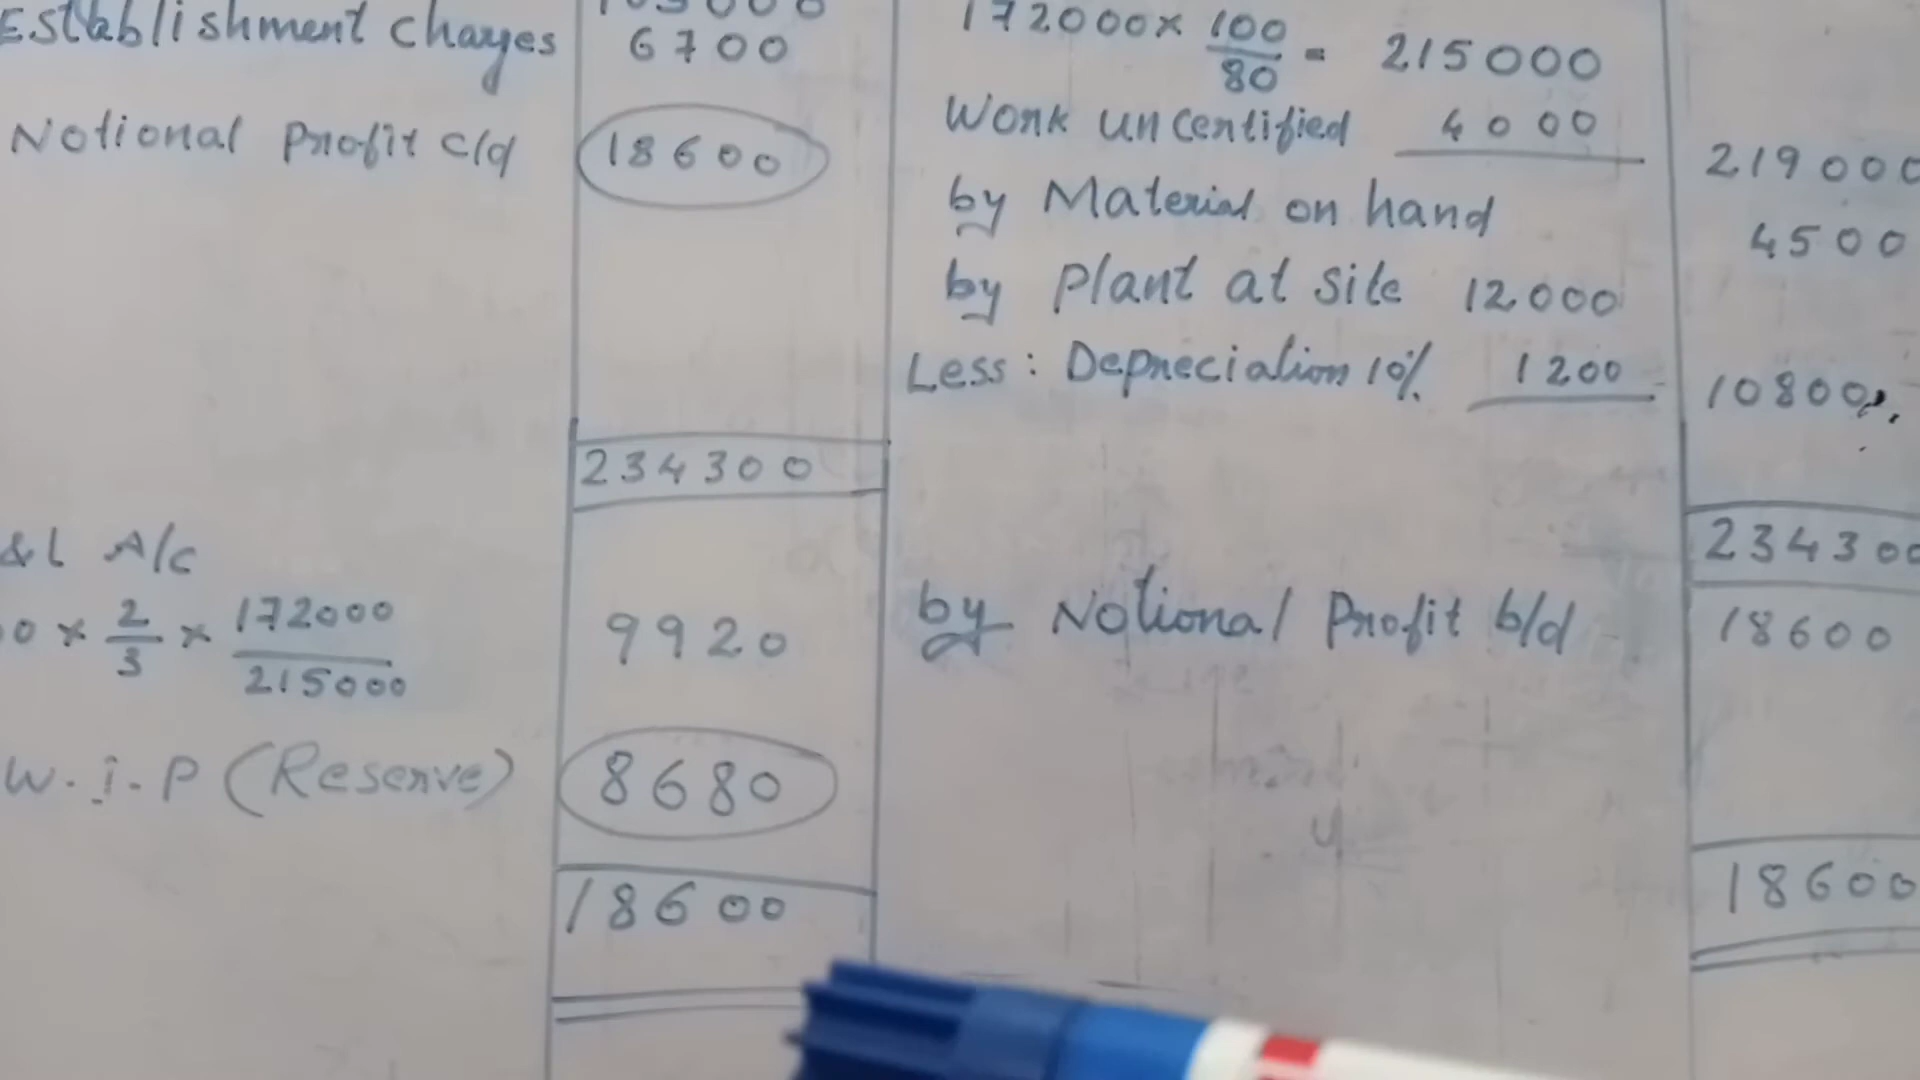 Establishment charges 6700
Notional Profit c/d 18600
234300
&L A/c
0 × 2/3 × 172000/215000 9920
W.I.P (Reserve) 8680
18600
172000 × 100/80 = 215000
Work uncertified 4000 219000
by Material on hand 4500
by Plant at site 12000
Less: Depreciation 10% 1200 10800
234300
by Notional Profit b/d 18600
18600